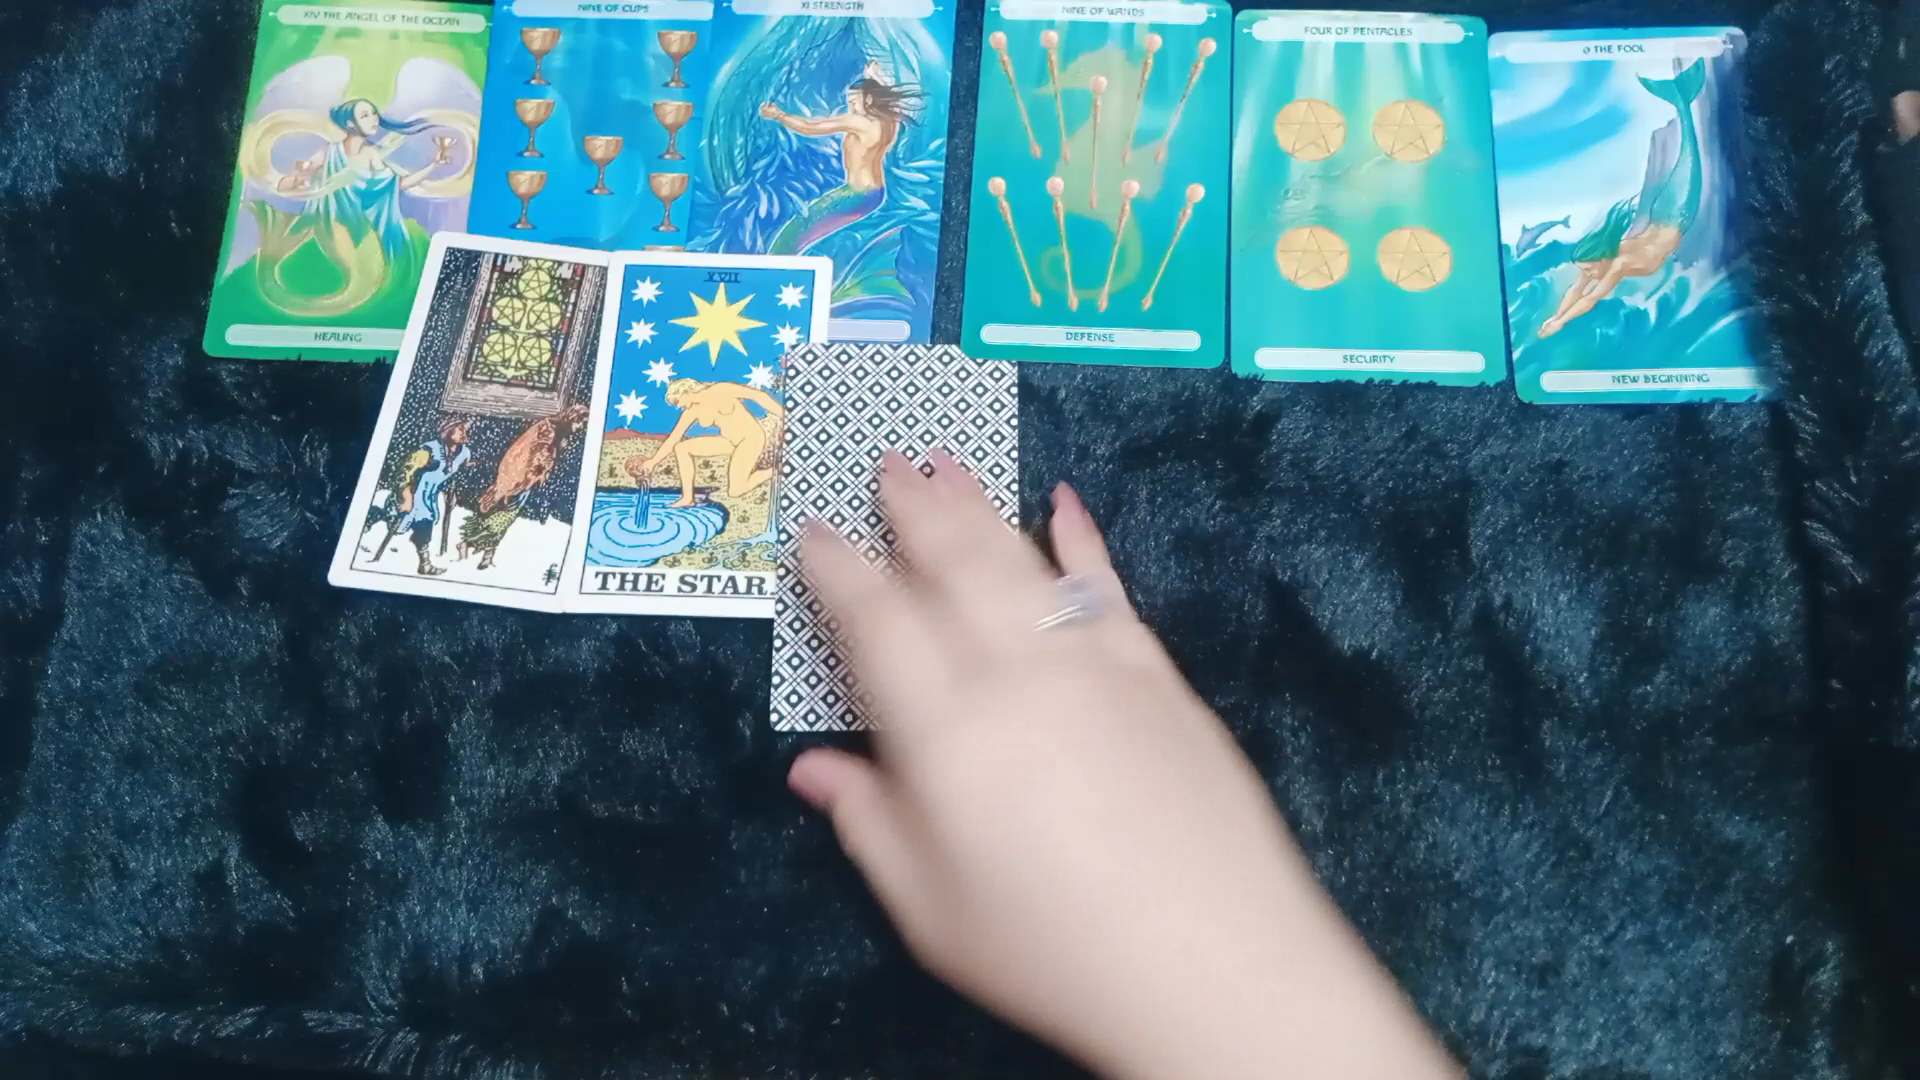 XIV THE ANGEL OF THE OCEAN
NINE OF CUPS
XI STRENGTH
NINE OF WANDS
FOUR OF PENTACLES
0 THE FOOL
HEALING
DEFENSE
SECURITY
NEW BEGINNING
XVII
THE STAR.